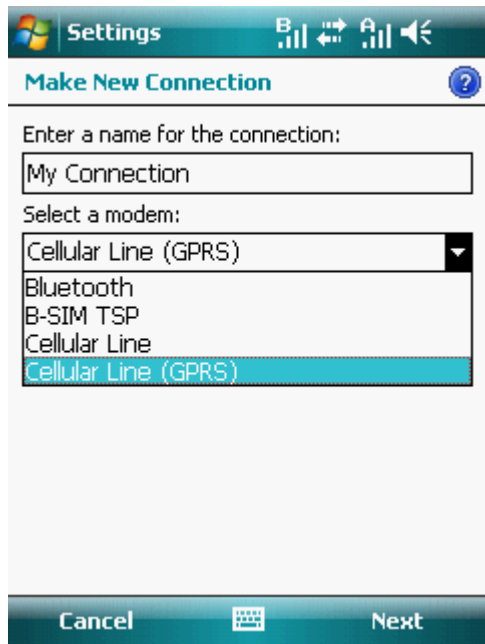 Settings
B
A
Make New Connection
?
Enter a name for the connection:
My Connection
Select a modem:
Cellular Line (GPRS)
Bluetooth
B-SIM TSP
Cellular Line
Cellular Line (GPRS)
Cancel
Next